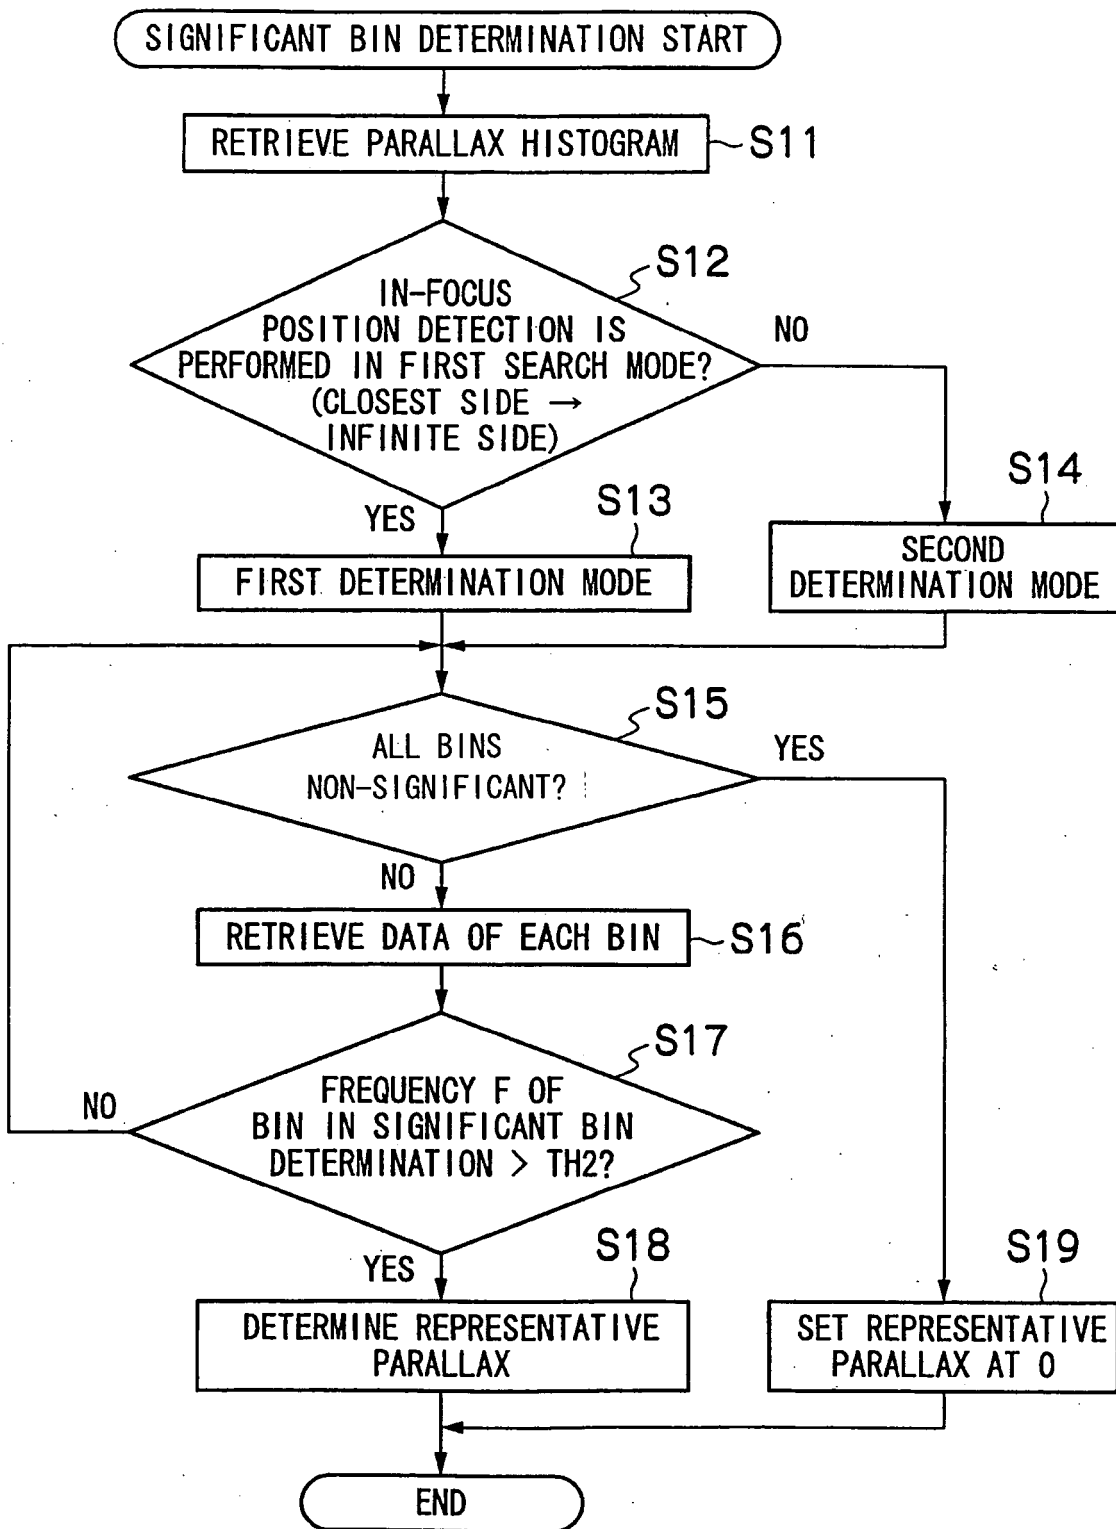 SIGNIFICANT BIN DETERMINATION START
RETRIEVE PARALLAX HISTOGRAM
S11
S12
IN-FOCUS
POSITION DETECTION IS
PERFORMED IN FIRST SEARCH MODE?
(CLOSEST SIDE →
INFINITE SIDE)
NO
YES
S13
FIRST DETERMINATION MODE
S14
SECOND
DETERMINATION MODE
S15
ALL BINS
NON-SIGNIFICANT?
YES
NO
RETRIEVE DATA OF EACH BIN
S16
S17
FREQUENCY F OF
BIN IN SIGNIFICANT BIN
DETERMINATION > TH2?
NO
YES
S18
DETERMINE REPRESENTATIVE
PARALLAX
S19
SET REPRESENTATIVE
PARALLAX AT 0
END